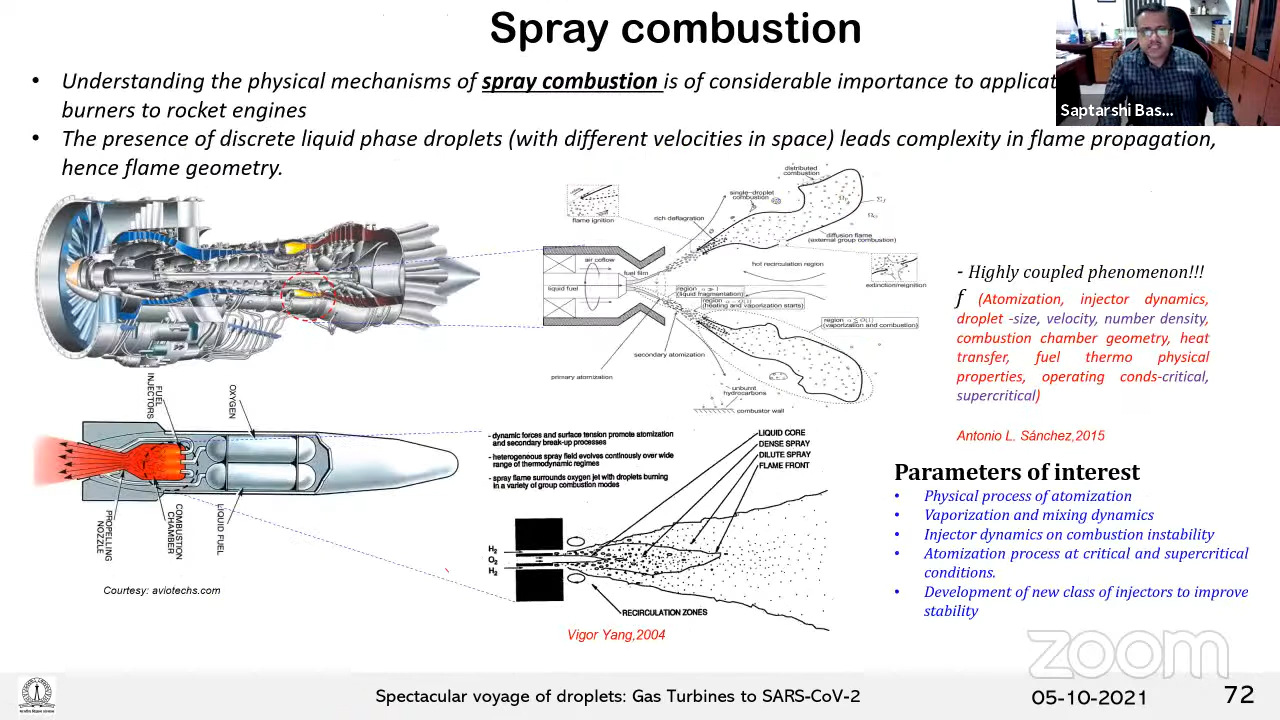 Spray combustion
• Understanding the physical mechanisms of spray combustion is of considerable importance to applicat
burners to rocket engines
• The presence of discrete liquid phase droplets (with different velocities in space) leads complexity in flame propagation,
hence flame geometry.
Saptarshi Bas...
distributed
combustion
single-droplet
combustion
flame ignition
rich deflagration
diffusion flame
(external group combustion)
air coflow
fuel film
hot recirculation region
liquid fuel
extinction/reignition
(liquid fragmentation)
(heating and vaporization starts)
(vaporization and combustion)
secondary atomization
primary atomization
unburnt
hydrocarbons
combustor wall
- Highly coupled phenomenon!!!
f (Atomization, injector dynamics,
droplet -size, velocity, number density,
combustion chamber geometry, heat
transfer, fuel thermo physical
properties, operating conds-critical,
supercritical)
Antonio L. Sánchez,2015
FUEL
INJECTORS
OXYGEN
PROPELLING
NOZZLE
COMBUSTION
CHAMBER
LIQUID FUEL
Courtesy: aviotechs.com
- dynamic forces and surface tension promote atomization
and secondary break-up processes
- heterogeneous spray field evolves continously over wide
range of thermodynamic regimes
- spray flame surrounds oxygen jet with droplets burning
in a variety of group combustion modes
LIQUID CORE
DENSE SPRAY
DILUTE SPRAY
FLAME FRONT
H2
O2
H2
RECIRCULATION ZONES
Vigor Yang,2004
Parameters of interest
• Physical process of atomization
• Vaporization and mixing dynamics
• Injector dynamics on combustion instability
• Atomization process at critical and supercritical
conditions.
• Development of new class of injectors to improve
stability
zoom
Spectacular voyage of droplets: Gas Turbines to SARS-CoV-2
05-10-2021
72